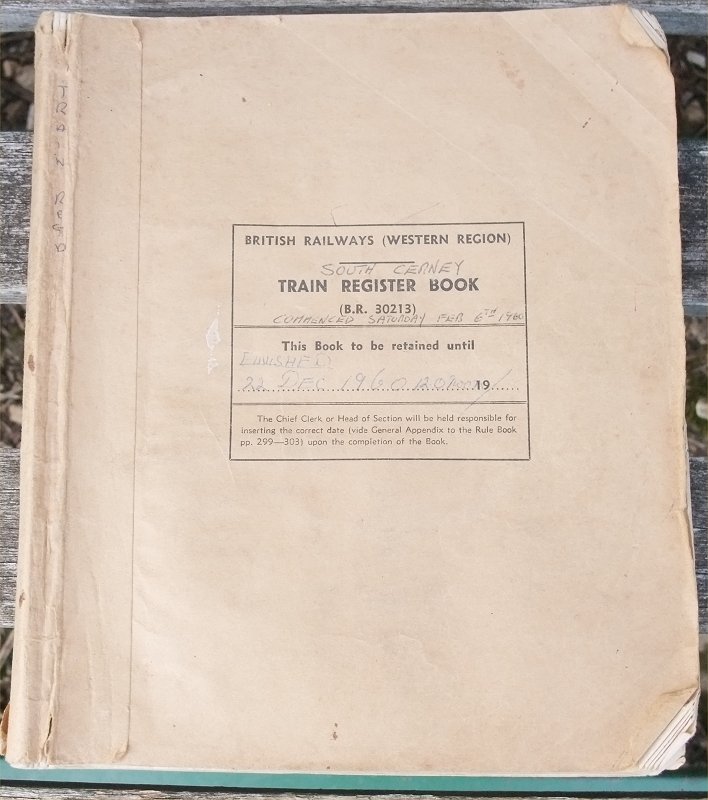 TRAIN REGD
BRITISH RAILWAYS (WESTERN REGION)
SOUTH CERNEY
TRAIN REGISTER BOOK
(B.R. 30213)
COMMENCED SATURDAY FEB 6TH 1960
This Book to be retained until
FINISHED
22 DEC 1960 19
The Chief Clerk or Head of Section will be held responsible for
inserting the correct date (vide General Appendix to the Rule Book
pp. 299—303) upon the completion of the Book.